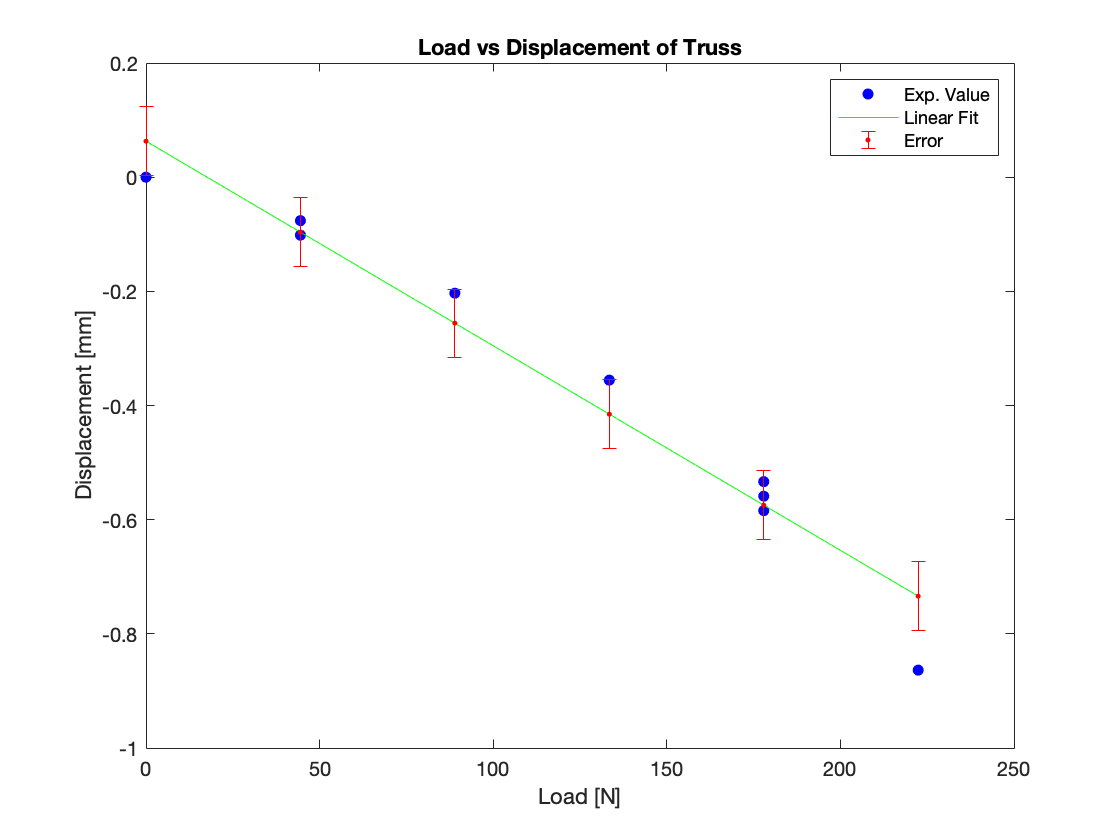 Load vs Displacement of Truss
Exp. Value
Linear Fit
Error
0.2
0
-0.2
-0.4
-0.6
-0.8
-1
Displacement [mm]
0 50 100 150 200 250
Load [N]